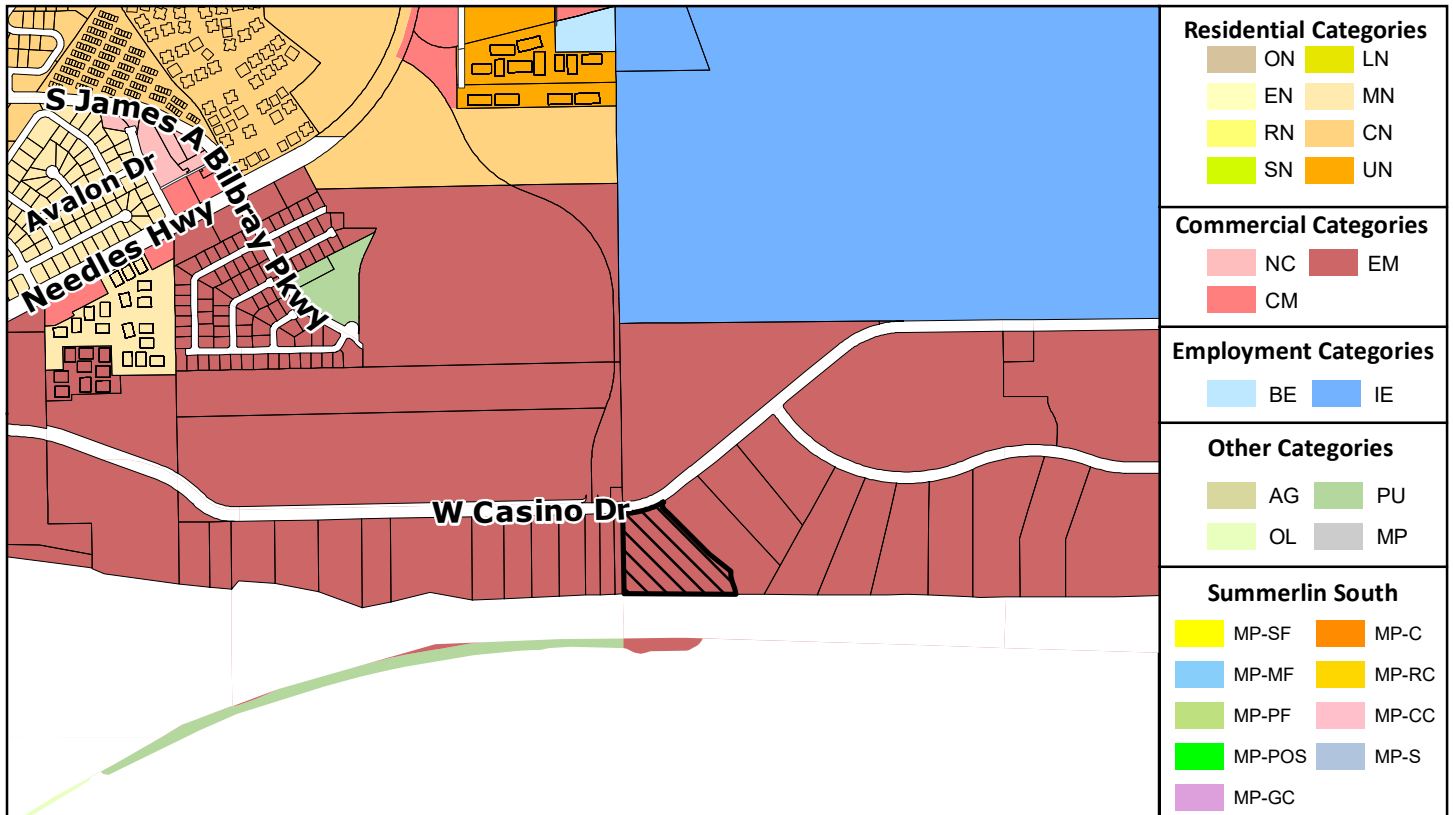 S James A Bilbray Pkwy
Avalon Dr
Needles Hwy
W Casino Dr
Residential Categories
ON LN
EN MN
RN CN
SN UN
Commercial Categories
NC EM
CM
Employment Categories
BE IE
Other Categories
AG PU
OL MP
Summerlin South
MP-SF MP-C
MP-MF MP-RC
MP-PF MP-CC
MP-POS MP-S
MP-GC